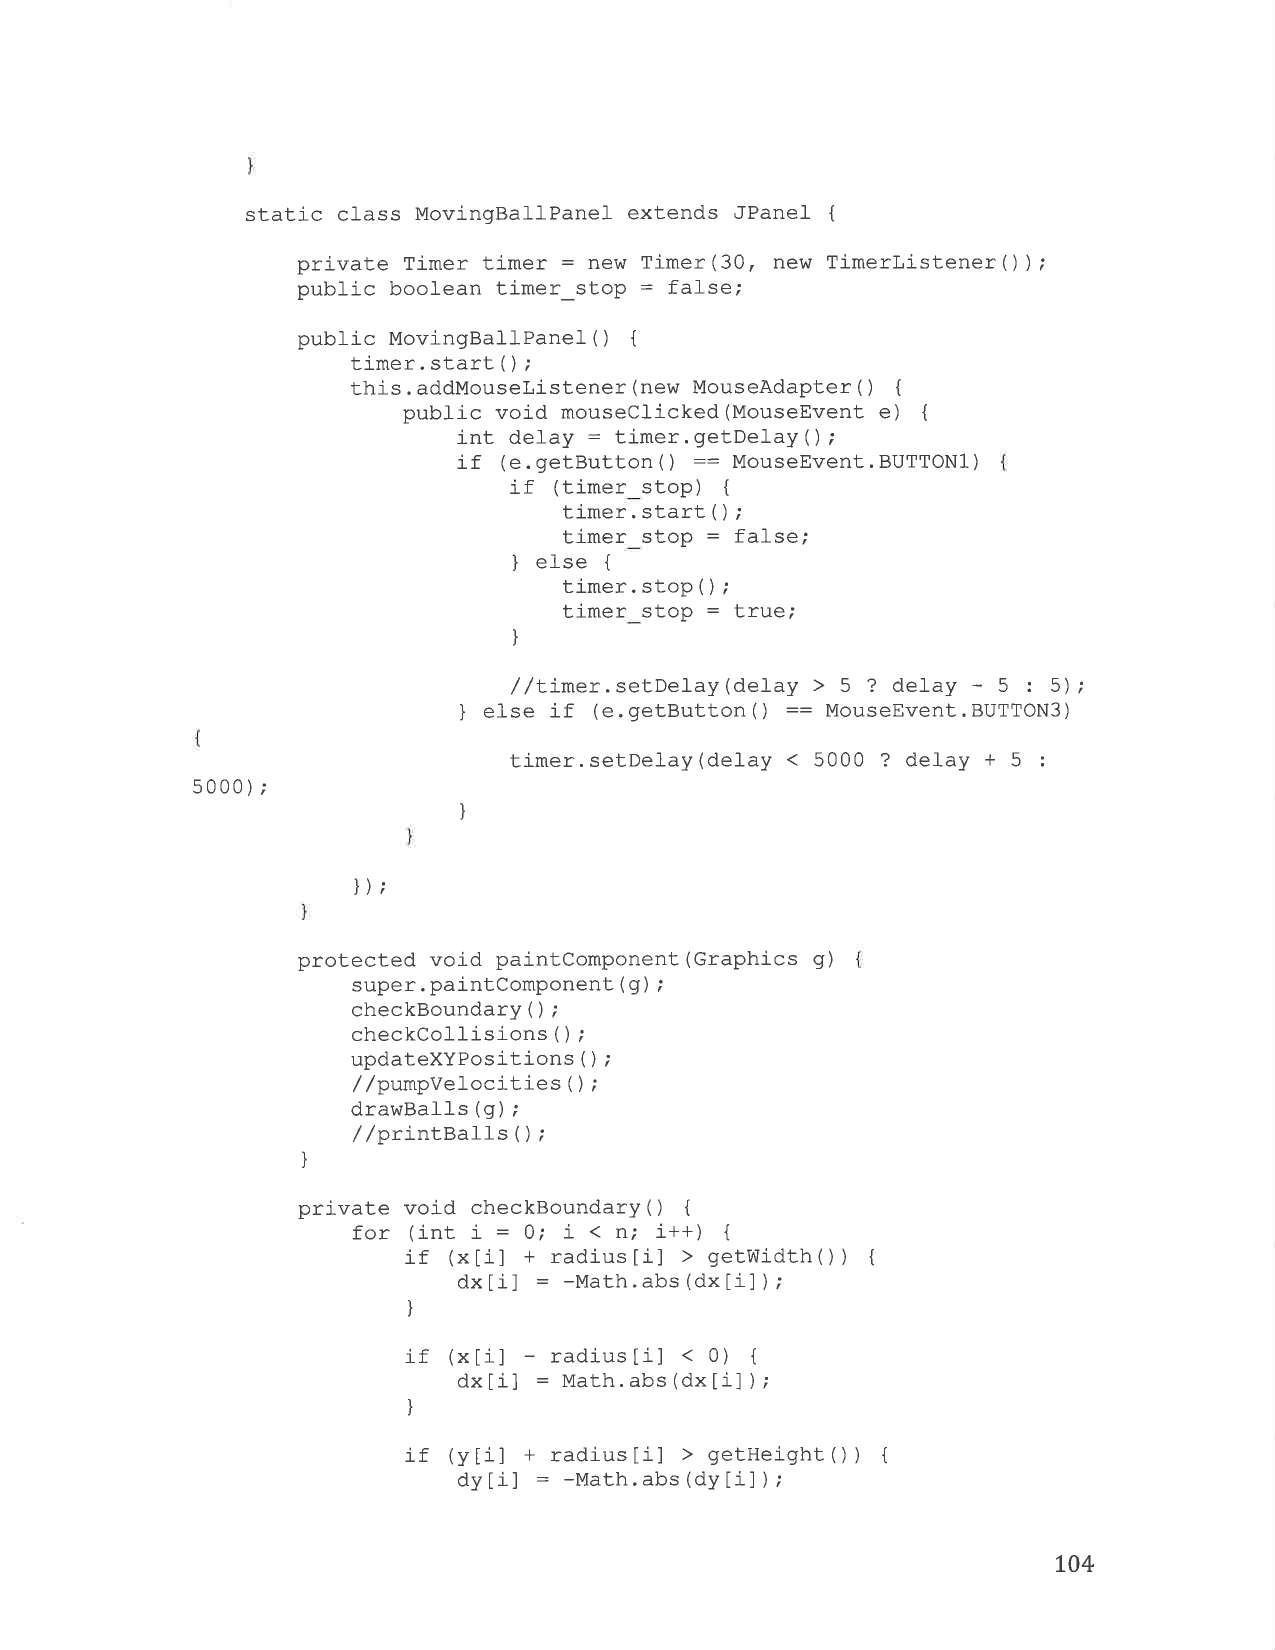 }
static class MovingBallPanel extends JPanel {
private Timer timer = new Timer(30, new TimerListener());
public boolean timer_stop = false;
public MovingBallPanel() {
timer.start();
this.addMouseListener(new MouseAdapter() {
public void mouseClicked(MouseEvent e) {
int delay = timer.getDelay();
if (e.getButton() == MouseEvent.BUTTON1) {
if (timer_stop) {
timer.start();
timer_stop = false;
} else {
timer.stop();
timer_stop = true;
}
//timer.setDelay(delay > 5 ? delay - 5 : 5);
} else if (e.getButton() == MouseEvent.BUTTON3)
{
timer.setDelay(delay < 5000 ? delay + 5 :
5000);
}
}
});
}
protected void paintComponent(Graphics g) {
super.paintComponent(g);
checkBoundary();
checkCollisions();
updateXYPositions();
//pumpVelocities();
drawBalls(g);
//printBalls();
}
private void checkBoundary() {
for (int i = 0; i < n; i++) {
if (x[i] + radius[i] > getWidth()) {
dx[i] = -Math.abs(dx[i]);
}
if (x[i] - radius[i] < 0) {
dx[i] = Math.abs(dx[i]);
}
if (y[i] + radius[i] > getHeight()) {
dy[i] = -Math.abs(dy[i]);
104